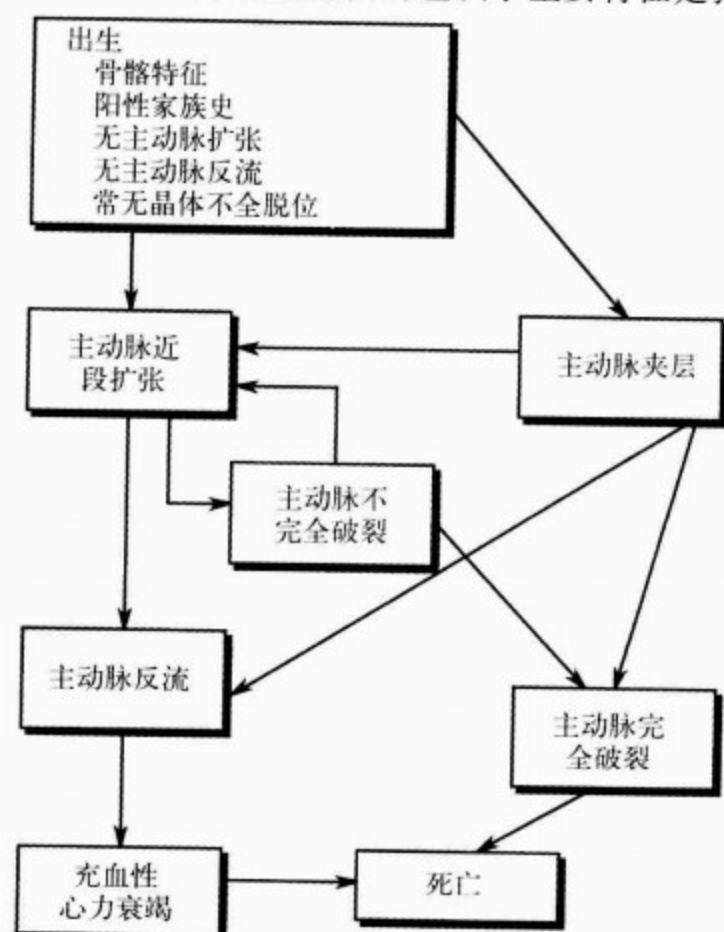 出生
骨骼特征
阳性家族史
无主动脉扩张
无主动脉反流
常无晶体不全脱位
主动脉近
段扩张
主动脉夹层
主动脉不
完全破裂
主动脉反流
主动脉完
全破裂
充血性
心力衰竭
死亡